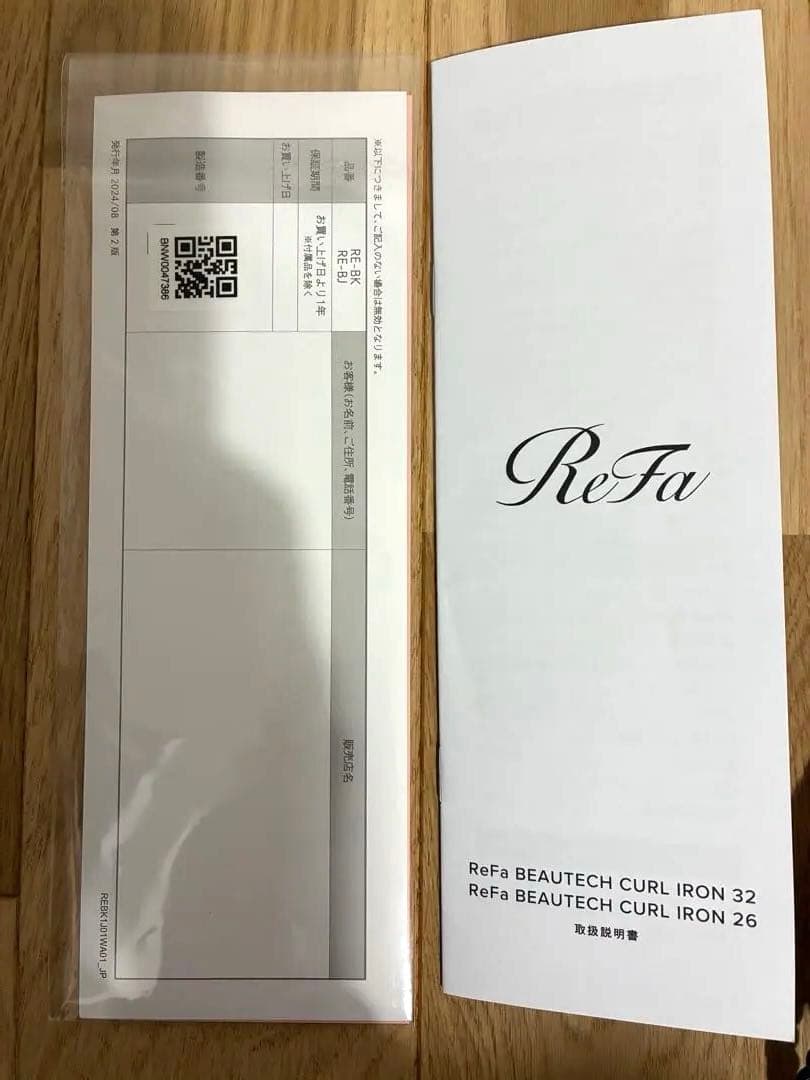 ※以下につきまして、ご記入のない場合は無効となります。
品番
RE-BK
RE-BJ
お客様（お名前、ご住所、電話番号）
販売店名
保証期間
お買い上げ日より1年
※付属品を除く
お買い上げ日
製造番号
BNW0047386
発行年月 2024/08 第2版
REBK1J01WA01_JP
ReFa
ReFa BEAUTECH CURL IRON 32
ReFa BEAUTECH CURL IRON 26
取扱説明書